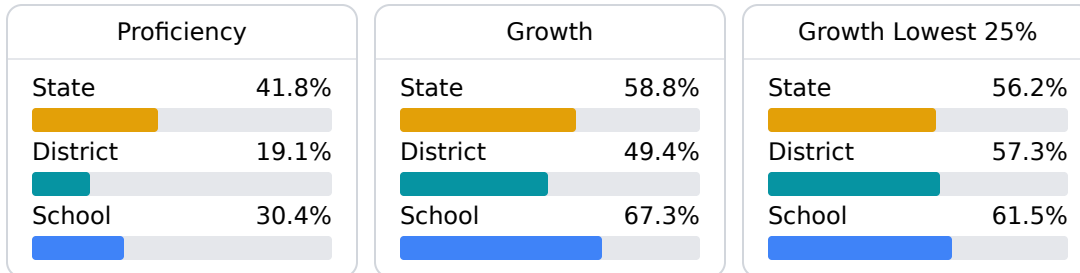 Proficiency
State 41.8%
District 19.1%
School 30.4%
Growth
State 58.8%
District 49.4%
School 67.3%
Growth Lowest 25%
State 56.2%
District 57.3%
School 61.5%